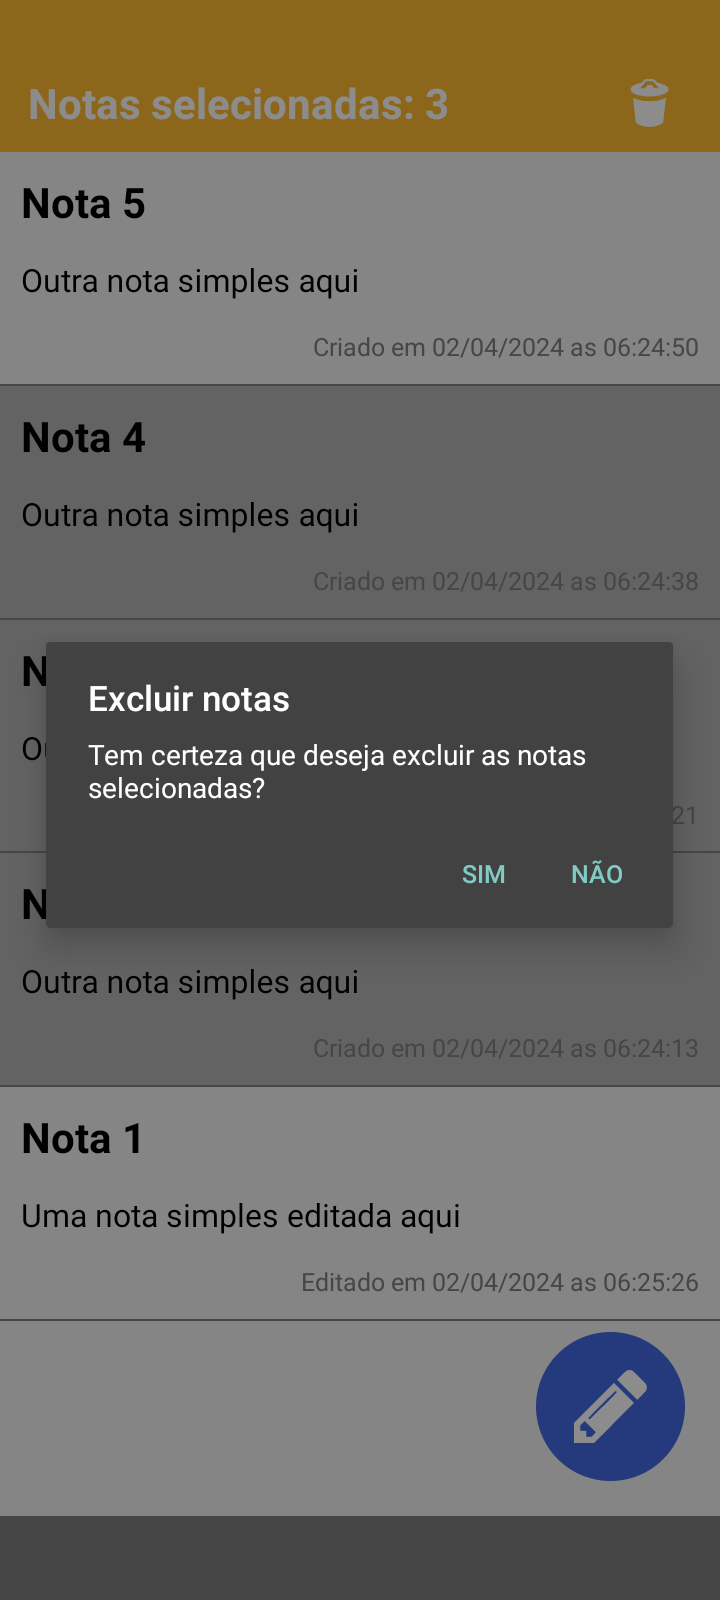 Notas selecionadas: 3
Nota 5
Outra nota simples aqui
Criado em 02/04/2024 as 06:24:50
Nota 4
Outra nota simples aqui
Criado em 02/04/2024 as 06:24:38
Excluir notas
Tem certeza que deseja excluir as notas
selecionadas?
21
SIM NÃO
Outra nota simples aqui
Criado em 02/04/2024 as 06:24:13
Nota 1
Uma nota simples editada aqui
Editado em 02/04/2024 as 06:25:26